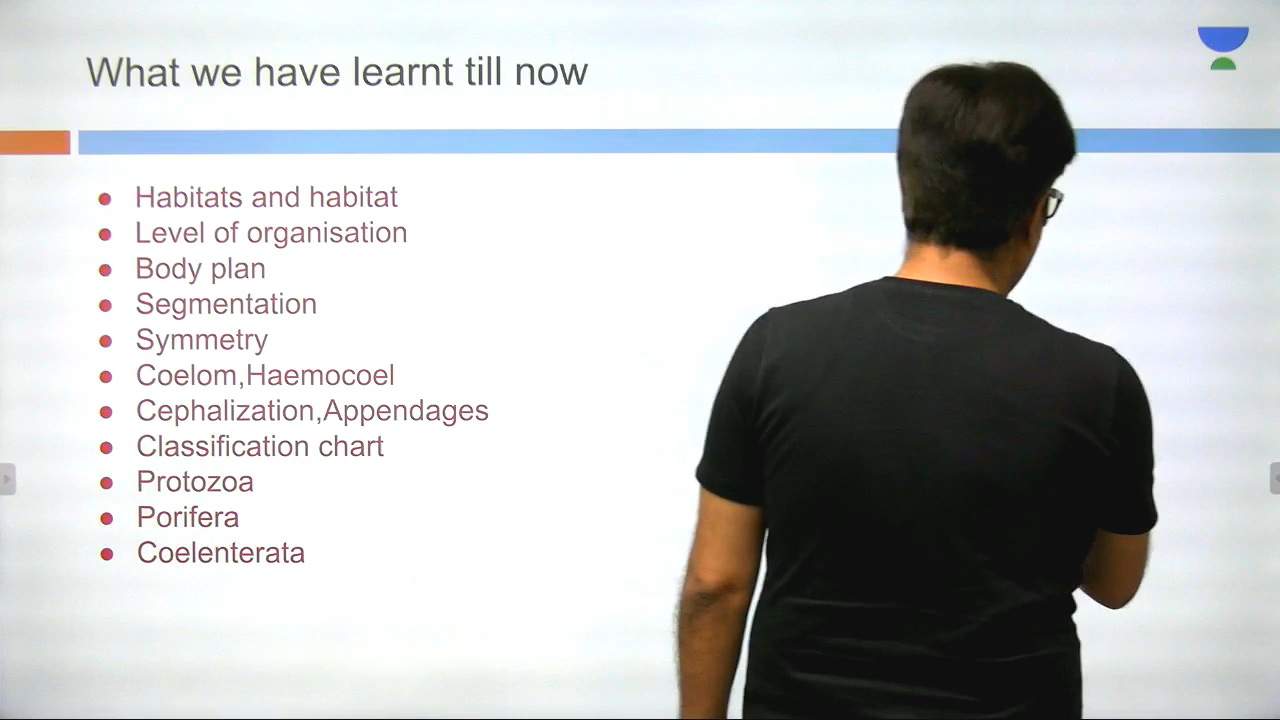 What we have learnt till now
Habitats and habitat
Level of organisation
Body plan
Segmentation
Symmetry
Coelom,Haemocoel
Cephalization,Appendages
Classification chart
Protozoa
Porifera
Coelenterata